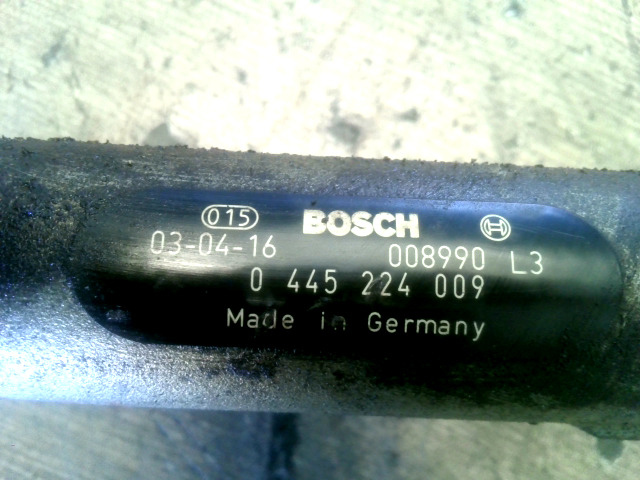 015 BOSCH
03-04-16 008990 L3
0 445 224 009
Made in Germany